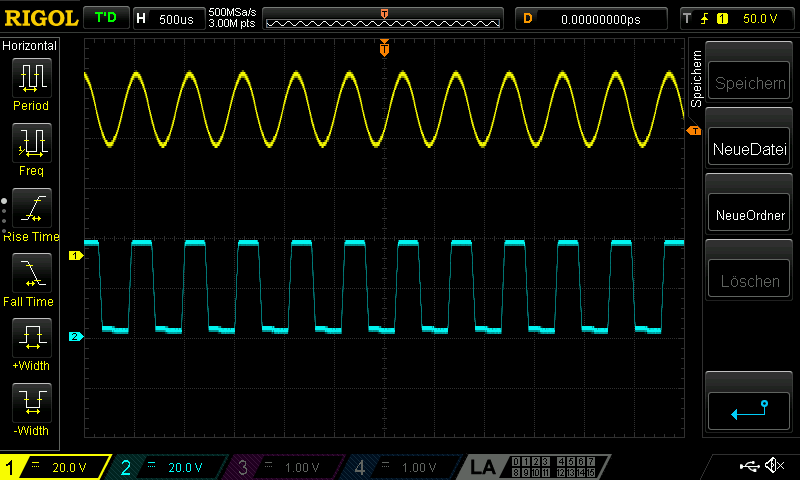 RIGOL T'D H 500us 500MSa/s 3.00M pts T D 0.00000000ps T 1 50.0 V
Horizontal
Period
Freq
Rise Time
Fall Time
+Width
-Width
T
T
1
2
Speichern
Speichern
NeueDatei
NeueOrdner
Löschen
1 20.0 V 2 20.0 V 3 1.00 V 4 1.00 V LA 0 1 2 3 4 5 6 7
8 9 10 11 12 13 14 15